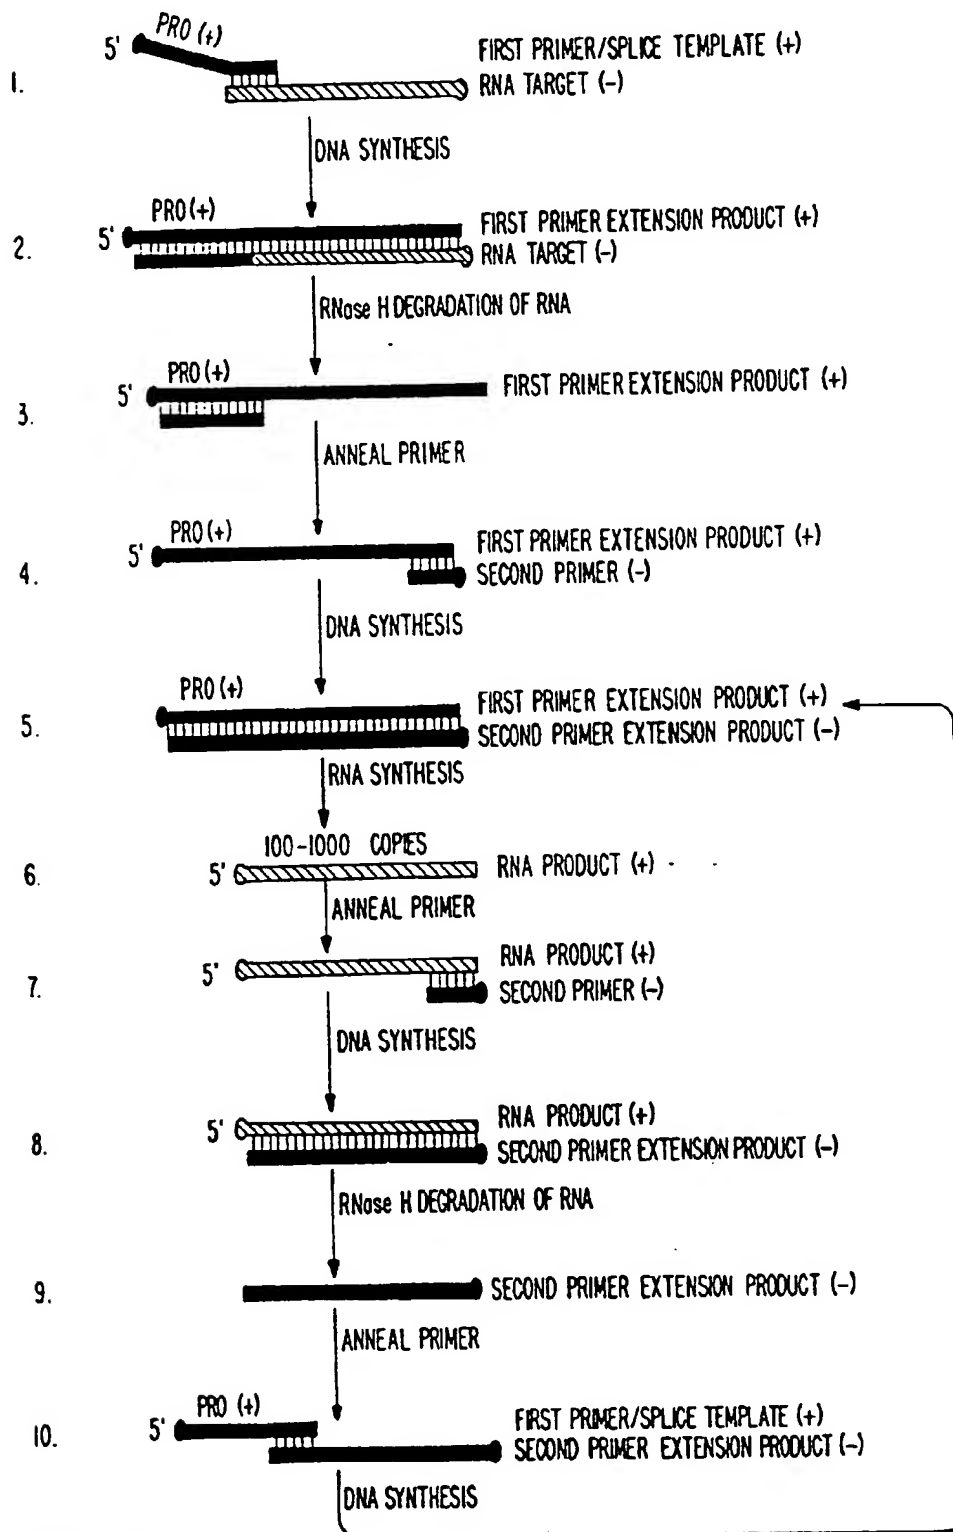 5' PRO (+)
FIRST PRIMER/SPLICE TEMPLATE (+)
1.
RNA TARGET (-)
DNA SYNTHESIS
PRO (+)
5'
FIRST PRIMER EXTENSION PRODUCT (+)
2.
RNA TARGET (-)
RNase H DEGRADATION OF RNA
PRO (+)
5'
FIRST PRIMER EXTENSION PRODUCT (+)
3.
ANNEAL PRIMER
PRO (+)
5'
FIRST PRIMER EXTENSION PRODUCT (+)
4.
SECOND PRIMER (-)
DNA SYNTHESIS
PRO (+)
FIRST PRIMER EXTENSION PRODUCT (+)
5.
SECOND PRIMER EXTENSION PRODUCT (-)
RNA SYNTHESIS
100-1000 COPIES
6.
5'
RNA PRODUCT (+)
ANNEAL PRIMER
5'
RNA PRODUCT (+)
7.
SECOND PRIMER (-)
DNA SYNTHESIS
5'
RNA PRODUCT (+)
8.
SECOND PRIMER EXTENSION PRODUCT (-)
RNase H DEGRADATION OF RNA
9.
SECOND PRIMER EXTENSION PRODUCT (-)
ANNEAL PRIMER
PRO (+)
5'
FIRST PRIMER/SPLICE TEMPLATE (+)
10.
SECOND PRIMER EXTENSION PRODUCT (-)
DNA SYNTHESIS